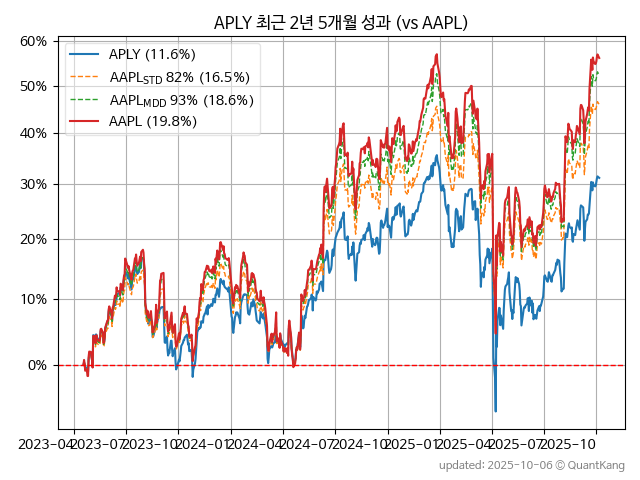 APLY 최근 2년 5개월 성과 (vs AAPL)
60%
50%
40%
30%
20%
10%
0%
APLY (11.6%)
AAPL_STD 82% (16.5%)
AAPL_MDD 93% (18.6%)
AAPL (19.8%)
2023-04 2023-07 2023-10 2024-01 2024-04 2024-07 2024-10 2025-01 2025-04 2025-07 2025-10
updated: 2025-10-06 © QuantKang